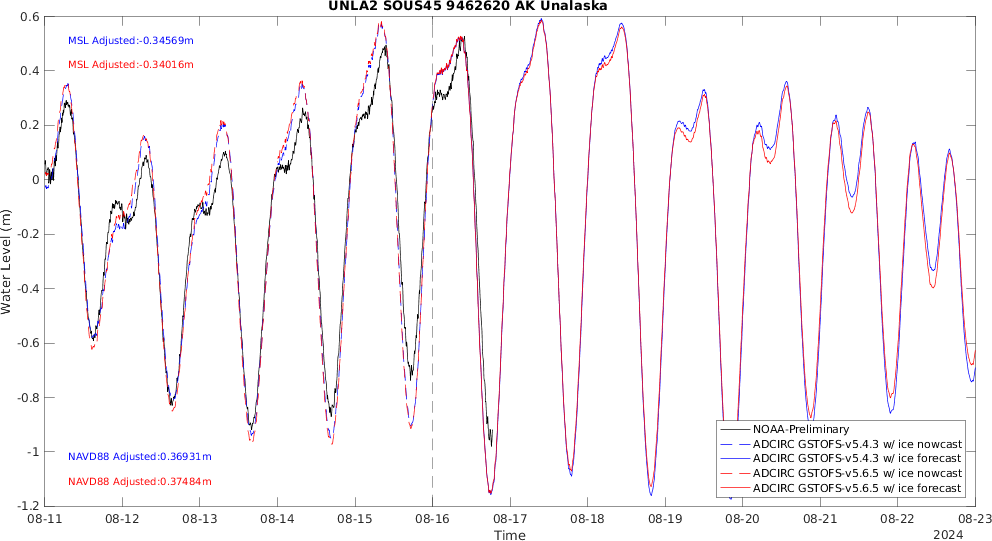 UNLA2 SOUS45 9462620 AK Unalaska
0.6
0.4
0.2
0
-0.2
-0.4
-0.6
-0.8
-1
-1.2
Water Level (m)
MSL Adjusted:-0.34569m
MSL Adjusted:-0.34016m
NAVD88 Adjusted:0.36931m
NAVD88 Adjusted:0.37484m
NOAA-Preliminary
ADCIRC GSTOFS-v5.4.3 w/ ice nowcast
ADCIRC GSTOFS-v5.4.3 w/ ice forecast
ADCIRC GSTOFS-v5.6.5 w/ ice nowcast
ADCIRC GSTOFS-v5.6.5 w/ ice forecast
08-11 08-12 08-13 08-14 08-15 08-16 08-17 08-18 08-19 08-20 08-21 08-22 08-23
Time
2024